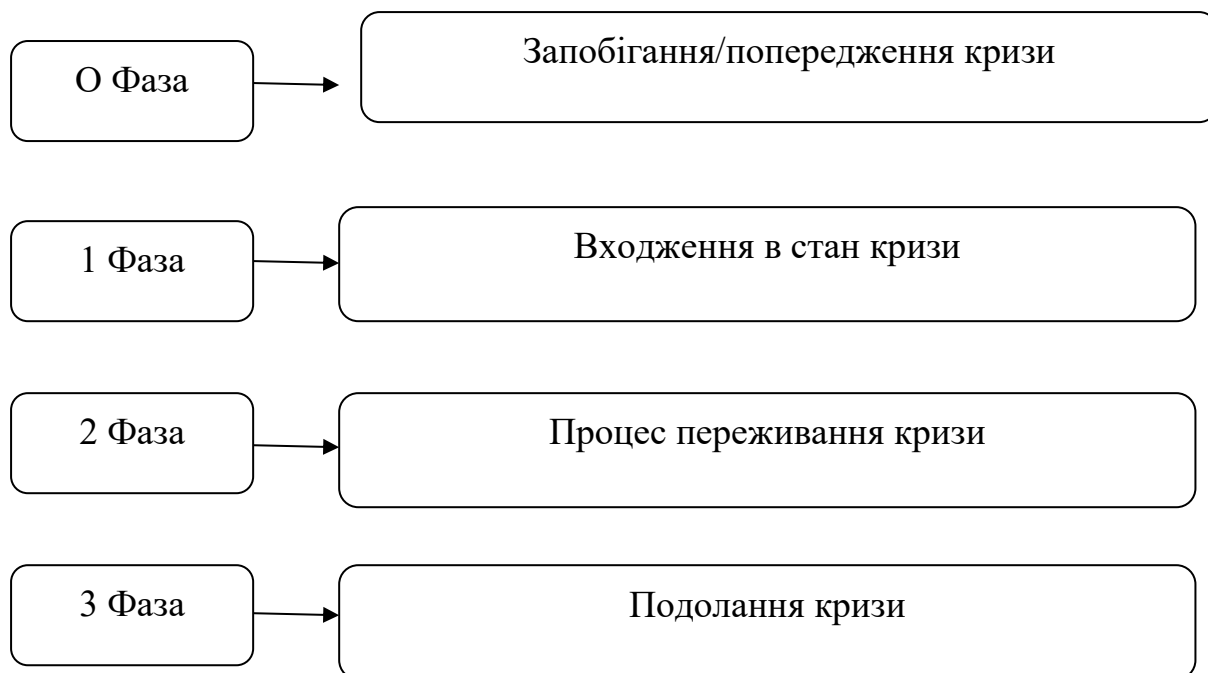 О Фаза
Запобігання/попередження кризи
1 Фаза
Входження в стан кризи
2 Фаза
Процес переживання кризи
3 Фаза
Подолання кризи